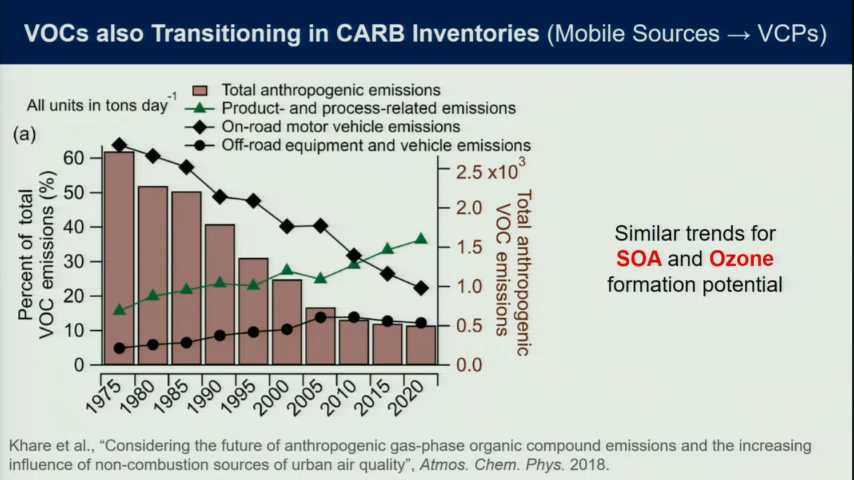 VOCs also Transitioning in CARB Inventories (Mobile Sources → VCPs)
All units in tons day-1
Total anthropogenic emissions
Product- and process-related emissions
On-road motor vehicle emissions
Off-road equipment and vehicle emissions
(a)
Percent of total
VOC emissions (%)
60
50
40
30
20
10
0
2.5 x10³
2.0
1.5
1.0
0.5
0.0
Total anthropogenic
VOC emissions
1975
1980
1985
1990
1995
2000
2005
2010
2015
2020
Similar trends for
SOA and Ozone
formation potential
Khare et al., “Considering the future of anthropogenic gas-phase organic compound emissions and the increasing
influence of non-combustion sources of urban air quality”, Atmos. Chem. Phys. 2018.